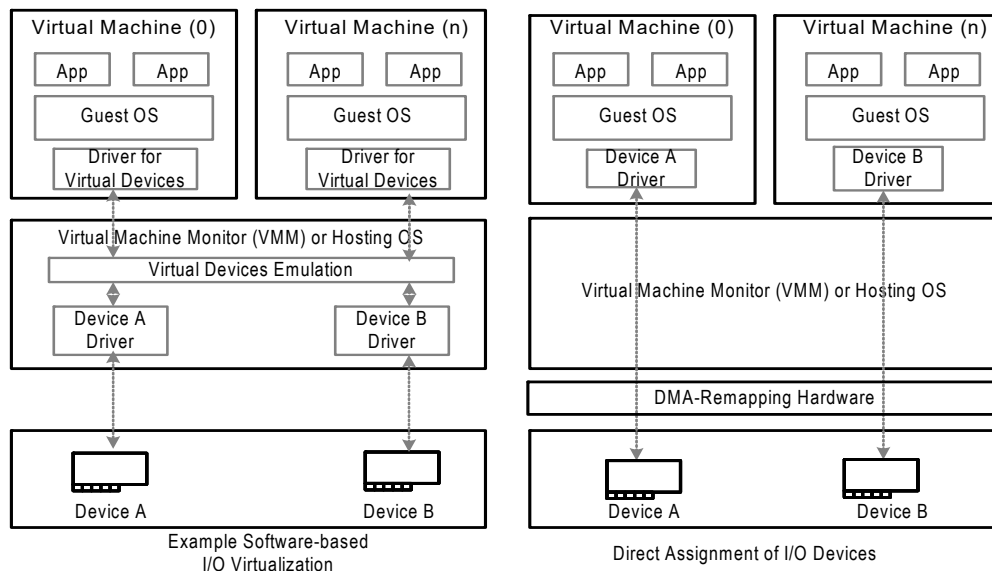 Virtual Machine (0)
App
App
Guest OS
Driver for
Virtual Devices
Virtual Machine (n)
App
App
Guest OS
Driver for
Virtual Devices
Virtual Machine Monitor (VMM) or Hosting OS
Virtual Devices Emulation
Device A
Driver
Device B
Driver
Device A
Device B
Example Software-based
I/O Virtualization
Virtual Machine (0)
App
App
Guest OS
Device A
Driver
Virtual Machine (n)
App
App
Guest OS
Device B
Driver
Virtual Machine Monitor (VMM) or Hosting OS
DMA-Remapping Hardware
Device A
Device B
Direct Assignment of I/O Devices